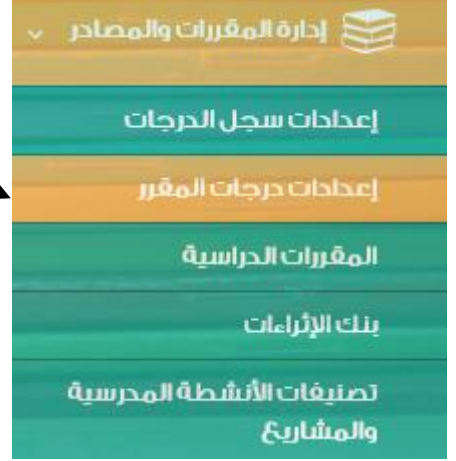 إدارة المقررات والمصادر
إعدادات سجل الدرجات
إعدادات درجات المقرر
المقررات الدراسية
بنك الإثراءات
تصنيفات الأنشطة المدرسية
والمشاريع